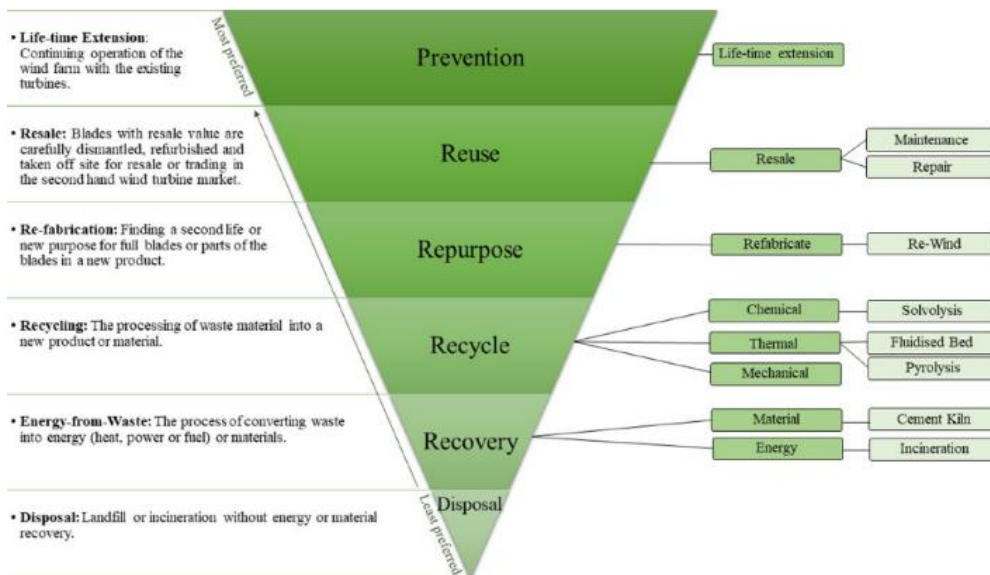 • Life-time Extension:
Continuing operation of the
wind farm with the existing
turbines.
Most preferred
Prevention
Life-time extension
• Resale: Blades with resale value are
carefully dismantled, refurbished and
taken off site for resale or trading in
the second hand wind turbine market.
Reuse
Resale
Maintenance
Repair
• Re-fabrication: Finding a second life or
new purpose for full blades or parts of the
blades in a new product.
Repurpose
Refabricate
Re-Wind
• Recycling: The processing of waste material into a
new product or material.
Recycle
Chemical
Solvolysis
Thermal
Fluidised Bed
Pyrolysis
Mechanical
• Energy-from-Waste: The process of converting waste
into energy (heat, power or fuel) or materials.
Recovery
Material
Cement Kiln
Energy
Incineration
• Disposal: Landfill or incineration without energy or material
recovery.
Disposal
Least preferred